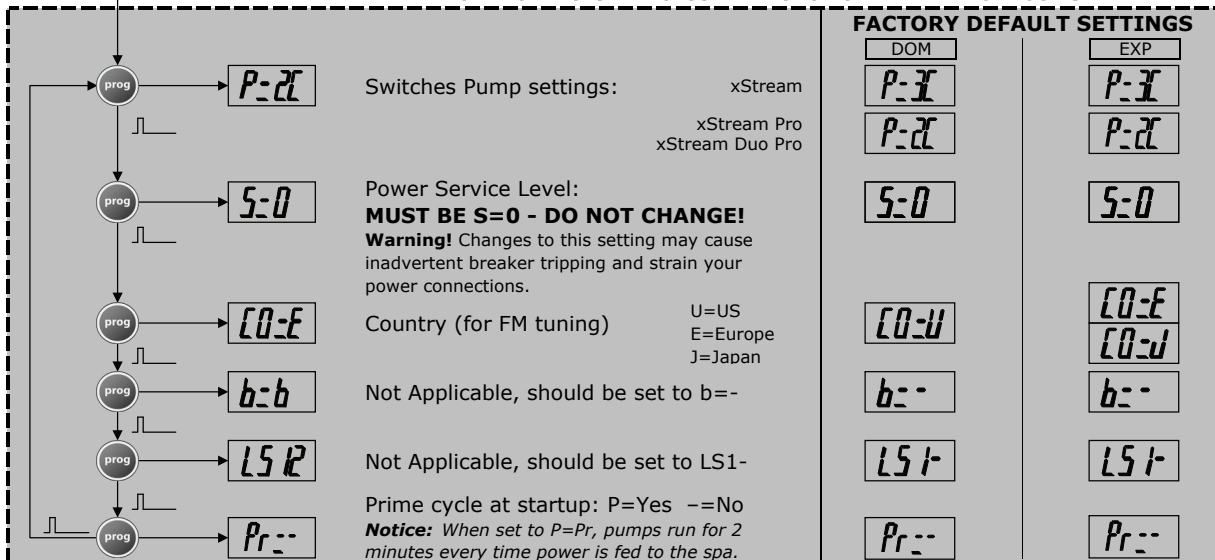 FACTORY DEFAULT SETTINGS
DOM EXP
prog P=2C Switches Pump settings: xStream P=3C P=3C
xStream Pro P=2C P=2C
xStream Duo Pro
prog S=0 Power Service Level: S=0 S=0
MUST BE S=0 - DO NOT CHANGE!
Warning! Changes to this setting may cause
inadvertent breaker tripping and strain your
power connections.
prog CO=E Country (for FM tuning) U=US CO=U CO=E
E=Europe CO=J
J=Japan
prog b=b Not Applicable, should be set to b=- b=- b=-
prog LS12 Not Applicable, should be set to LS1- LS1- LS1-
Prime cycle at startup: P=Yes –=No
prog Pr=- Notice: When set to P=Pr, pumps run for 2 Pr=- Pr=-
minutes every time power is fed to the spa.